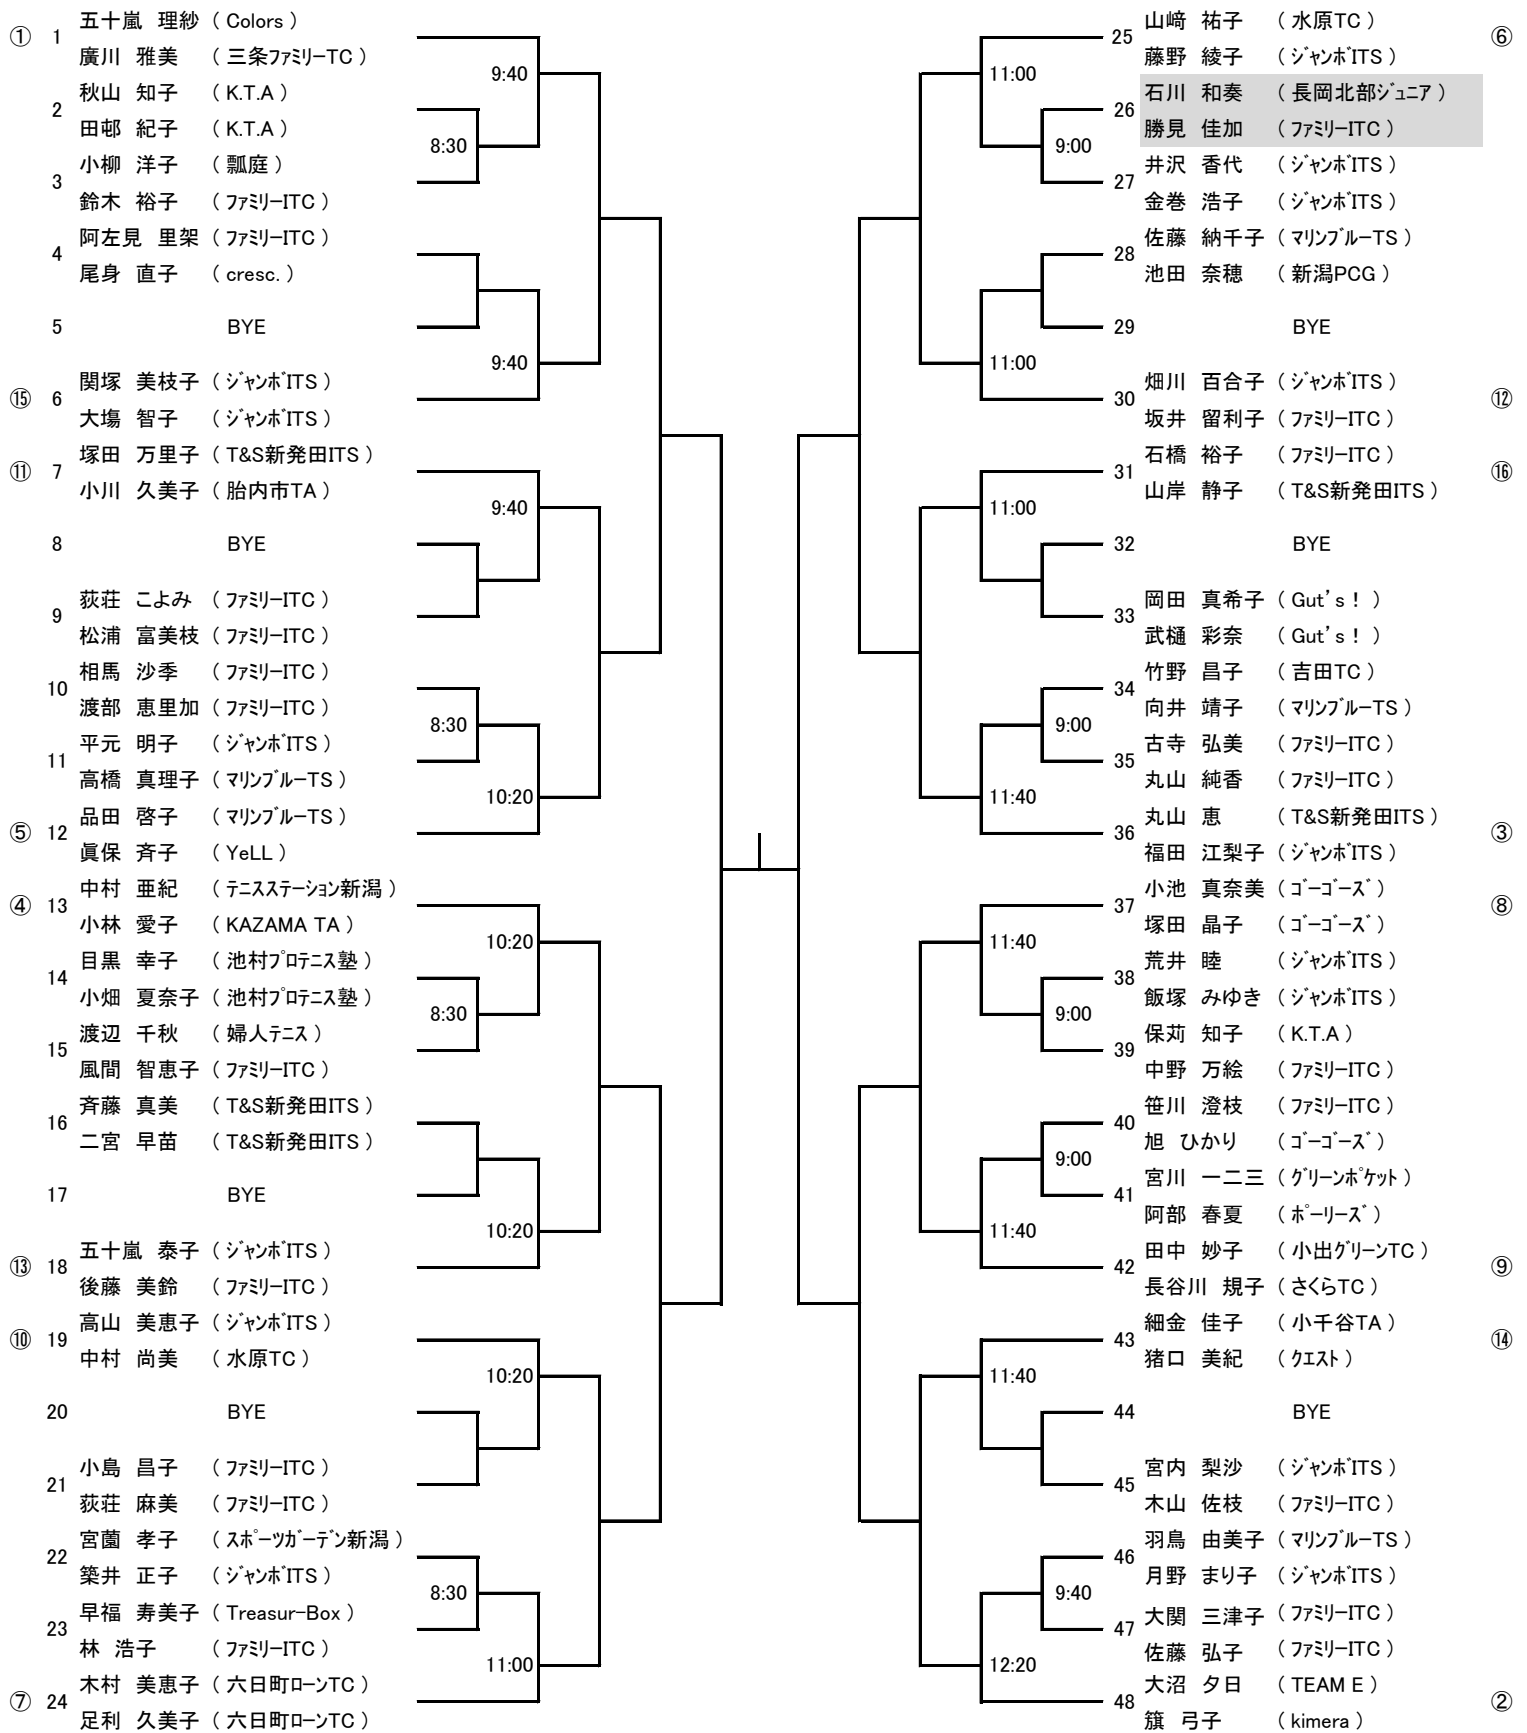 ① 1 五十嵐 理紗 ( Colors )
廣川 雅美 ( 三条ﾌｧﾐﾘｰTC )
9:40
2 秋山 知子 ( K.T.A )
田邨 紀子 ( K.T.A )
8:30
3 小柳 洋子 ( 瓢庭 )
鈴木 裕子 ( ﾌｧﾐﾘｰITC )
4 阿左見 里架 ( ﾌｧﾐﾘｰITC )
尾身 直子 ( cresc. )
5 BYE
9:40
⑮ 6 関塚 美枝子 ( ｼﾞｬﾝﾎﾞITS )
大塲 智子 ( ｼﾞｬﾝﾎﾞITS )
⑪ 7 塚田 万里子 ( T&S新発田ITS )
小川 久美子 ( 胎内市TA )
9:40
8 BYE
9 荻荘 こよみ ( ﾌｧﾐﾘｰITC )
松浦 富美枝 ( ﾌｧﾐﾘｰITC )
10 相馬 沙季 ( ﾌｧﾐﾘｰITC )
渡部 恵里加 ( ﾌｧﾐﾘｰITC )
8:30
11 平元 明子 ( ｼﾞｬﾝﾎﾞITS )
高橋 真理子 ( ﾏﾘﾝﾌﾞﾙｰTS )
10:20
⑤ 12 品田 啓子 ( ﾏﾘﾝﾌﾞﾙｰTS )
眞保 斉子 ( YeLL )
④ 13 中村 亜紀 ( ﾃﾆｽｽﾃｰｼｮﾝ新潟 )
小林 愛子 ( KAZAMA TA )
10:20
14 目黒 幸子 ( 池村ﾌﾟﾛﾃﾆｽ塾 )
小畑 夏奈子 ( 池村ﾌﾟﾛﾃﾆｽ塾 )
8:30
15 渡辺 千秋 ( 婦人ﾃﾆｽ )
風間 智恵子 ( ﾌｧﾐﾘｰITC )
16 斉藤 真美 ( T&S新発田ITS )
二宮 早苗 ( T&S新発田ITS )
17 BYE
10:20
⑬ 18 五十嵐 泰子 ( ｼﾞｬﾝﾎﾞITS )
後藤 美鈴 ( ﾌｧﾐﾘｰITC )
⑩ 19 高山 美恵子 ( ｼﾞｬﾝﾎﾞITS )
中村 尚美 ( 水原TC )
10:20
20 BYE
21 小島 昌子 ( ﾌｧﾐﾘｰITC )
荻荘 麻美 ( ﾌｧﾐﾘｰITC )
22 宮薗 孝子 ( ｽﾎﾟｰﾂｶﾞｰﾃﾞﾝ新潟 )
築井 正子 ( ｼﾞｬﾝﾎﾞITS )
8:30
23 早福 寿美子 ( Treasur-Box )
林 浩子 ( ﾌｧﾐﾘｰITC )
11:00
⑦ 24 木村 美恵子 ( 六日町ﾛｰﾝTC )
足利 久美子 ( 六日町ﾛｰﾝTC )
25 山﨑 祐子 ( 水原TC ) ⑥
藤野 綾子 ( ｼﾞｬﾝﾎﾞITS )
11:00
26 石川 和奏 ( 長岡北部ｼﾞｭﾆｱ )
勝見 佳加 ( ﾌｧﾐﾘｰITC )
9:00
27 井沢 香代 ( ｼﾞｬﾝﾎﾞITS )
金巻 浩子 ( ｼﾞｬﾝﾎﾞITS )
28 佐藤 納千子 ( ﾏﾘﾝﾌﾞﾙｰTS )
池田 奈穂 ( 新潟PCG )
29 BYE
11:00
30 畑川 百合子 ( ｼﾞｬﾝﾎﾞITS ) ⑫
坂井 留利子 ( ﾌｧﾐﾘｰITC )
31 石橋 裕子 ( ﾌｧﾐﾘｰITC ) ⑯
山岸 静子 ( T&S新発田ITS )
11:00
32 BYE
33 岡田 真希子 ( Gut’s！ )
武樋 彩奈 ( Gut’s！ )
34 竹野 昌子 ( 吉田TC )
向井 靖子 ( ﾏﾘﾝﾌﾞﾙｰTS )
9:00
35 古寺 弘美 ( ﾌｧﾐﾘｰITC )
丸山 純香 ( ﾌｧﾐﾘｰITC )
11:40
36 丸山 恵 ( T&S新発田ITS ) ③
福田 江梨子 ( ｼﾞｬﾝﾎﾞITS )
37 小池 真奈美 ( ｺﾞｰｺﾞｰｽﾞ ) ⑧
塚田 晶子 ( ｺﾞｰｺﾞｰｽﾞ )
11:40
38 荒井 睦 ( ｼﾞｬﾝﾎﾞITS )
飯塚 みゆき ( ｼﾞｬﾝﾎﾞITS )
9:00
39 保苅 知子 ( K.T.A )
中野 万絵 ( ﾌｧﾐﾘｰITC )
40 笹川 澄枝 ( ﾌｧﾐﾘｰITC )
旭 ひかり ( ｺﾞｰｺﾞｰｽﾞ )
9:00
41 宮川 一二三 ( ｸﾞﾘｰﾝﾎﾟｹｯﾄ )
阿部 春夏 ( ﾎﾟｰﾘｰｽﾞ )
11:40
42 田中 妙子 ( 小出ｸﾞﾘｰﾝTC ) ⑨
長谷川 規子 ( さくらTC )
43 細金 佳子 ( 小千谷TA ) ⑭
猪口 美紀 ( ｸｴｽﾄ )
11:40
44 BYE
45 宮内 梨沙 ( ｼﾞｬﾝﾎﾞITS )
木山 佐枝 ( ﾌｧﾐﾘｰITC )
46 羽鳥 由美子 ( ﾏﾘﾝﾌﾞﾙｰTS )
月野 まり子 ( ｼﾞｬﾝﾎﾞITS )
9:40
47 大関 三津子 ( ﾌｧﾐﾘｰITC )
佐藤 弘子 ( ﾌｧﾐﾘｰITC )
12:20
48 大沼 夕日 ( TEAM E ) ②
籏 弓子 ( kimera )